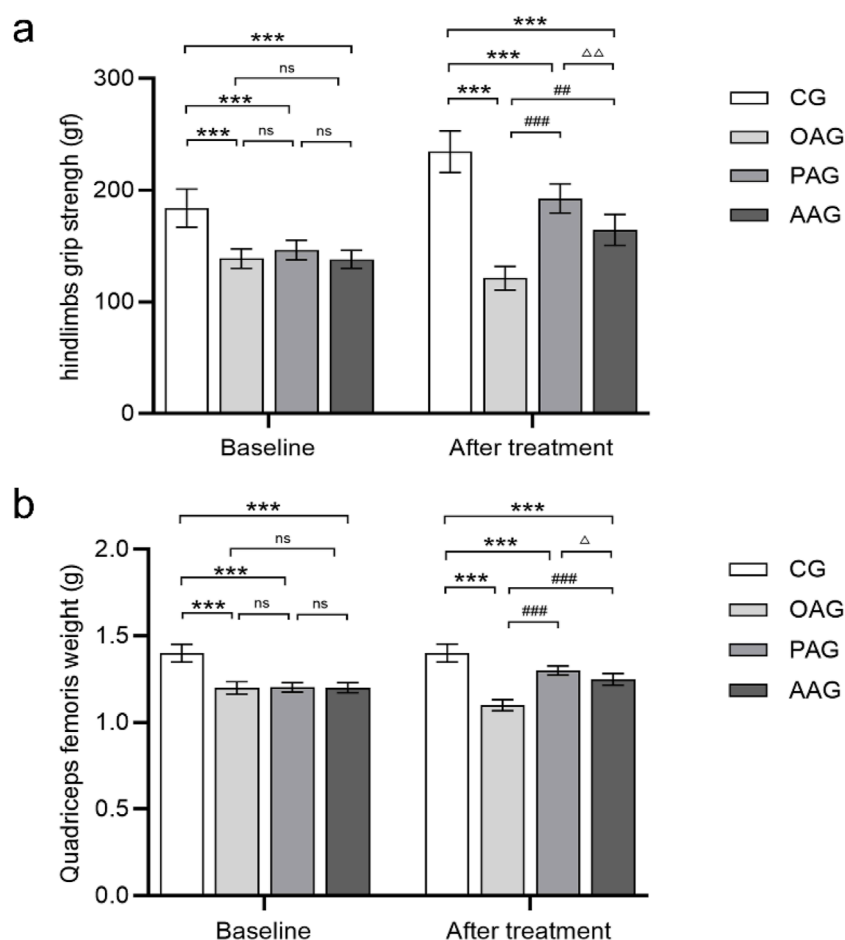 a
***
ns
***
***
ns
ns
***
***
△△
***
##
###
300
200
100
0
hindlimbs grip strengh (gf)
Baseline
After treatment
CG
OAG
PAG
AAG
b
***
ns
***
***
ns
ns
***
***
△
***
###
###
2.0
1.5
1.0
0.5
0.0
Quadriceps femoris weight (g)
Baseline
After treatment
CG
OAG
PAG
AAG